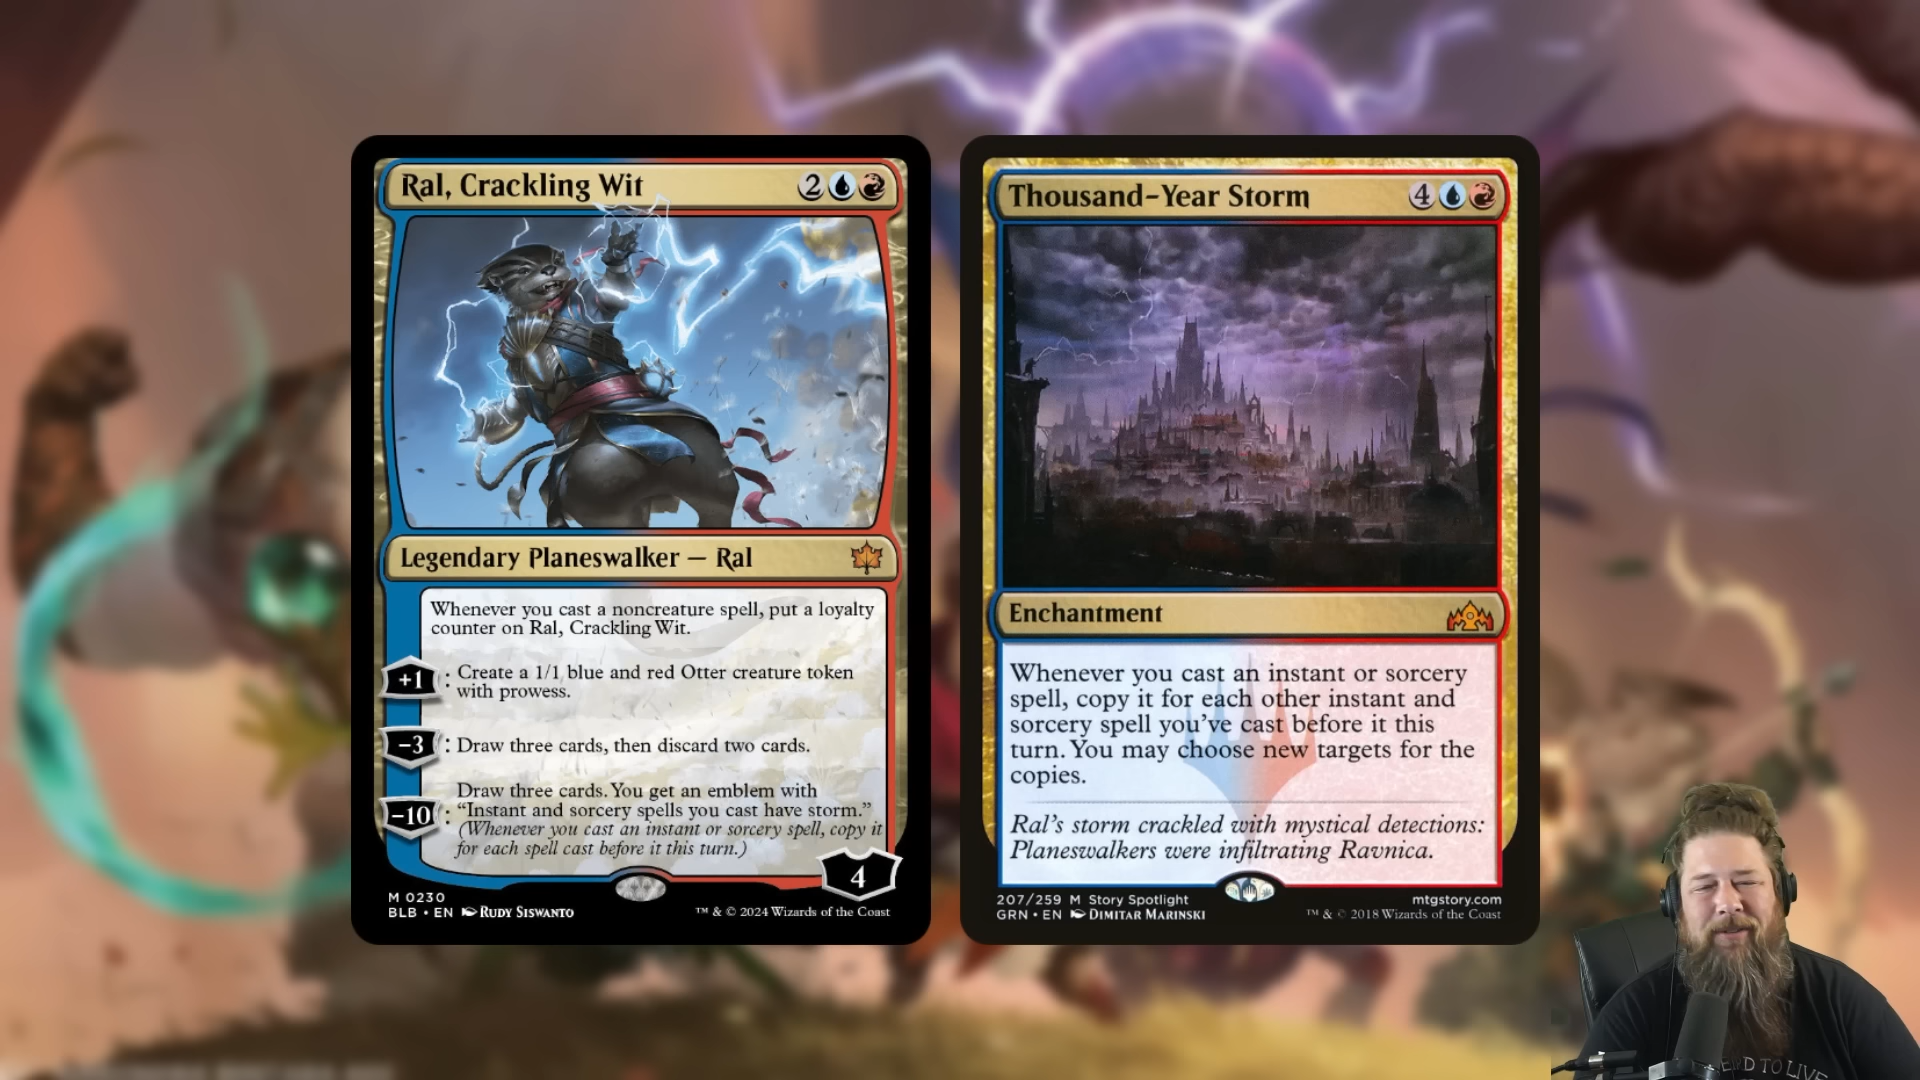 Ral, Crackling Wit
2
Legendary Planeswalker — Ral
Whenever you cast a noncreature spell, put a loyalty
counter on Ral, Crackling Wit.
+1 : Create a 1/1 blue and red Otter creature token
with prowess.
−3 : Draw three cards, then discard two cards.
Draw three cards. You get an emblem with
−10 : “Instant and sorcery spells you cast have storm.”
(Whenever you cast an instant or sorcery spell, copy it
for each spell cast before it this turn.)
4
M 0230
BLB • EN Rudy Siswanto
™ & © 2024 Wizards of the Coast
Thousand-Year Storm
4
Enchantment
Whenever you cast an instant or sorcery
spell, copy it for each other instant and
sorcery spell you've cast before it this
turn. You may choose new targets for the
copies.
Ral's storm crackled with mystical detections:
Planeswalkers were infiltrating Ravnica.
207/259 M Story Spotlight
GRN • EN Dimitar Marinski
mtgstory.com
™ & © 2018 Wizards of the Coast
TO LIVE